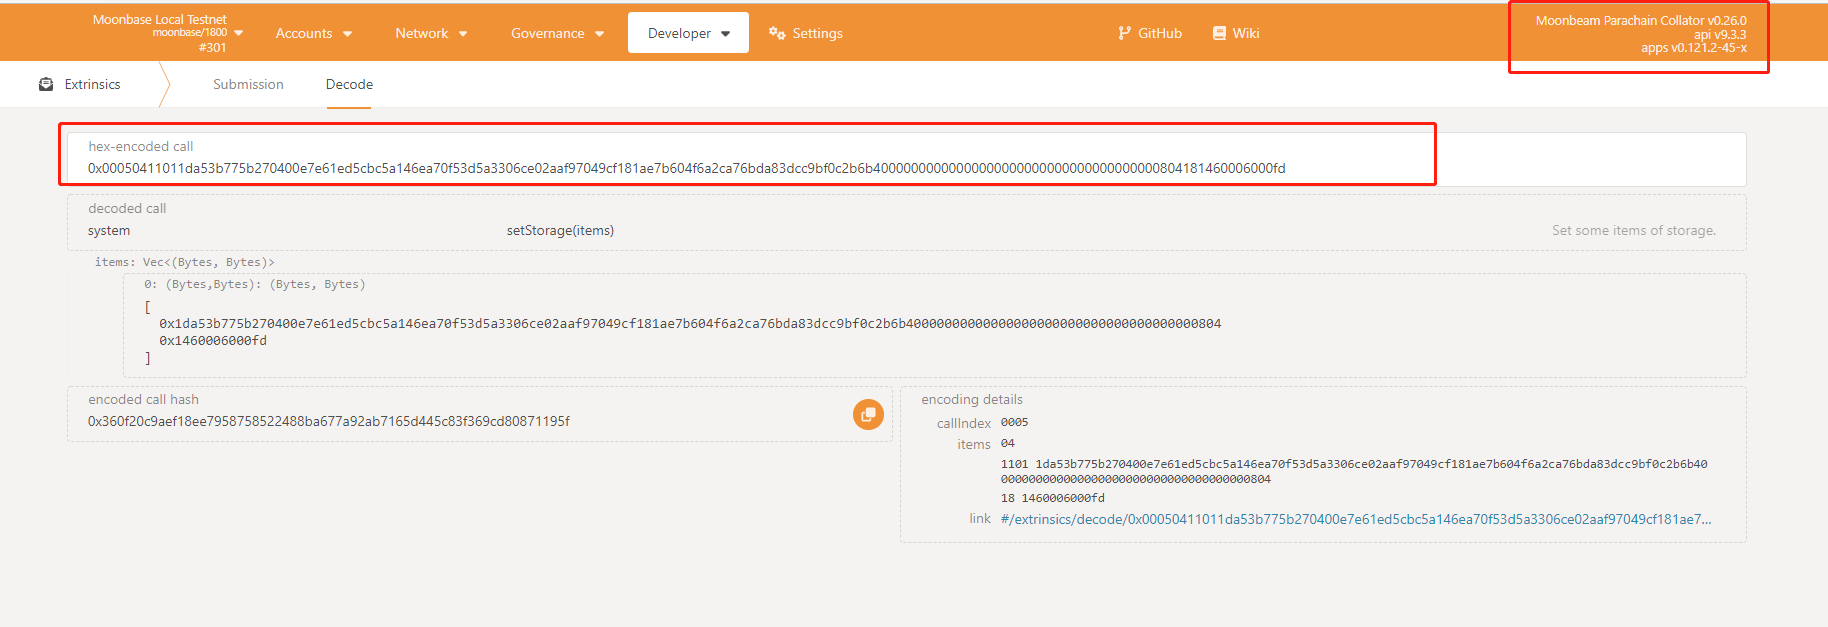 Moonbase Local Testnet
moonbase/1800
#301
Accounts
Network
Governance
Developer
Settings
GitHub
Wiki
Moonbeam Parachain Collator v0.26.0
api v9.3.3
apps v0.121.2-45-x
Extrinsics
Submission
Decode
hex-encoded call
0x00050411011da53b775b270400e7e61ed5cbc5a146ea70f53d5a3306ce02aaf97049cf181ae7b604f6a2ca76bda83dcc9bf0c2b6b40000000000000000000000000000000000000804181460006000fd
decoded call
system
setStorage(items)
Set some items of storage.
items: Vec<(Bytes, Bytes)>
0: (Bytes,Bytes): (Bytes, Bytes)
[
0x1da53b775b270400e7e61ed5cbc5a146ea70f53d5a3306ce02aaf97049cf181ae7b604f6a2ca76bda83dcc9bf0c2b6b40000000000000000000000000000000000000804
0x1460006000fd
]
encoded call hash
0x360f20c9aef18ee7958758522488ba677a92ab7165d445c83f369cd80871195f
encoding details
callIndex 0005
items 04
1101 1da53b775b270400e7e61ed5cbc5a146ea70f53d5a3306ce02aaf97049cf181ae7b604f6a2ca76bda83dcc9bf0c2b6b40
000000000000000000000000000000000000804
18 1460006000fd
link #/extrinsics/decode/0x00050411011da53b775b270400e7e61ed5cbc5a146ea70f53d5a3306ce02aaf97049cf181ae7...